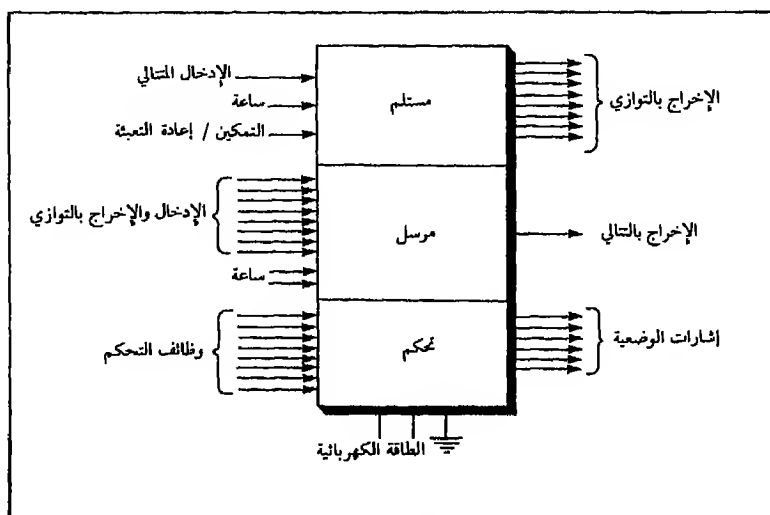 الإدخال المتتالي
ساعة
التمكين / إعادة التعبئة
مستلم
الإخراج بالتوازي
الإدخال والإخراج بالتوازي
ساعة
مرسل
الإخراج بالتتالي
وظائف التحكم
تحكم
إشارات الوضعية
الطاقة الكهربائية